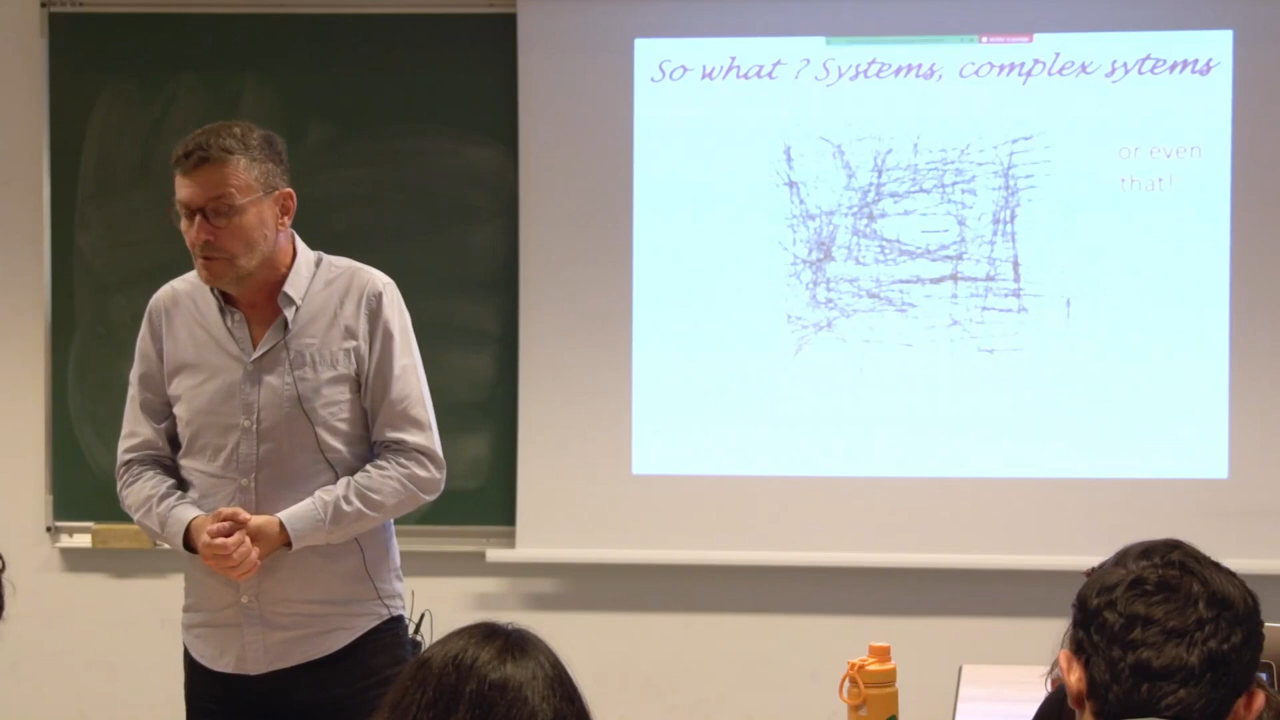 So what ? Systems, complex sytems
or even
that!